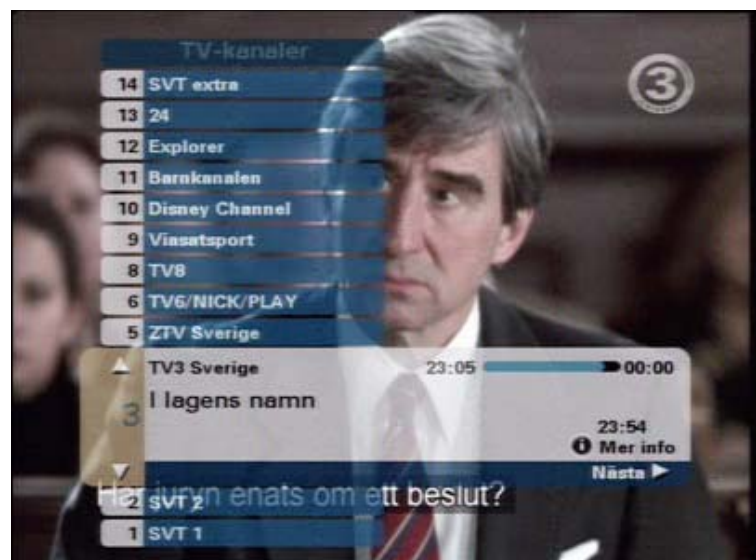 TV-kanaler
3
14 SVT extra
13 24
12 Explorer
11 Barnkanalen
10 Disney Channel
9 Viasatsport
8 TV8
6 TV6/NICK/PLAY
5 ZTV Sverige
TV3 Sverige 23:05 00:00
3 I lagens namn
23:54
Mer info
Nästa
Har juryn enats om ett beslut?
2 SVT 2
1 SVT 1